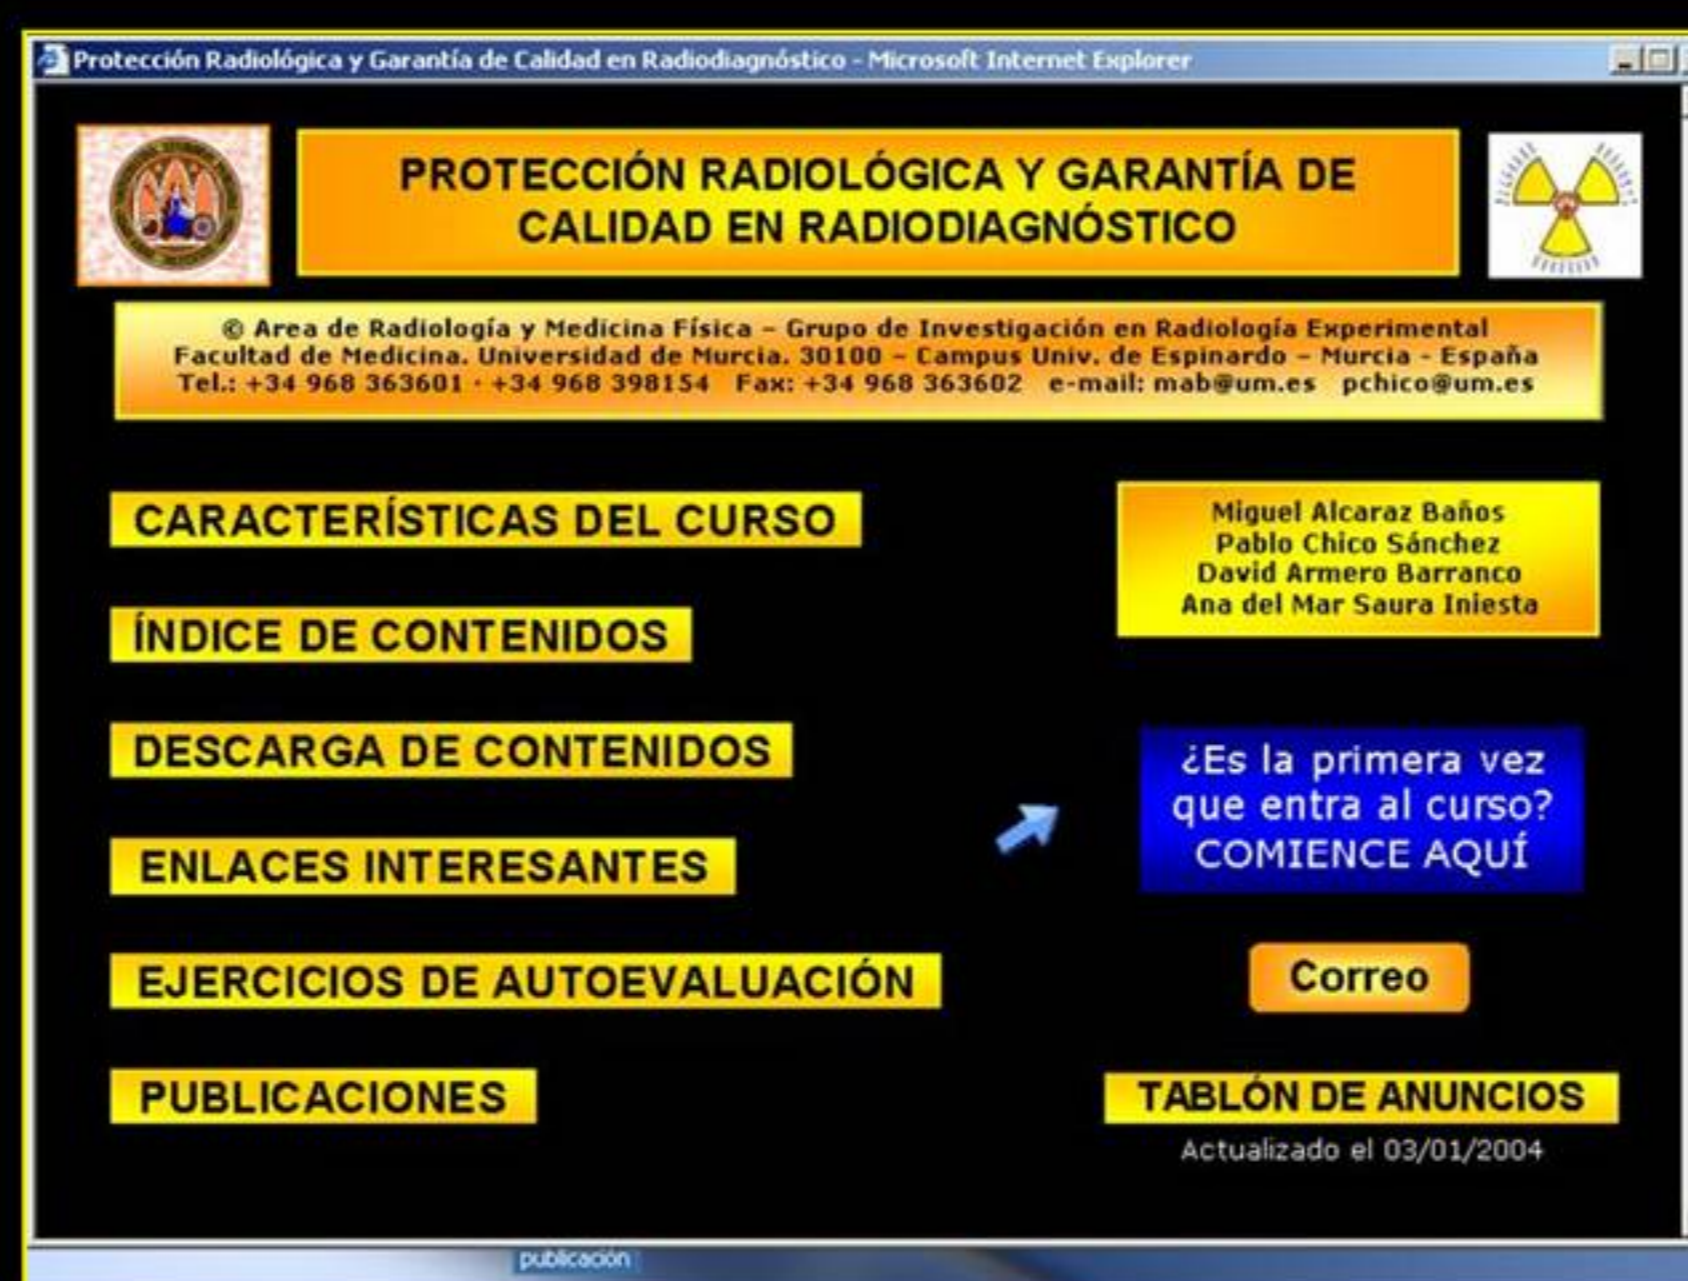 Protección Radiológica y Garantía de Calidad en Radiodiagnóstico - Microsoft Internet Explorer
PROTECCIÓN RADIOLÓGICA Y GARANTÍA DE
CALIDAD EN RADIODIAGNÓSTICO
© Area de Radiología y Medicina Física – Grupo de Investigación en Radiología Experimental
Facultad de Medicina. Universidad de Murcia. 30100 – Campus Univ. de Espinardo – Murcia - España
Tel.: +34 968 363601 · +34 968 398154 Fax: +34 968 363602 e-mail: mab@um.es pchico@um.es
CARACTERÍSTICAS DEL CURSO
ÍNDICE DE CONTENIDOS
DESCARGA DE CONTENIDOS
ENLACES INTERESANTES
EJERCICIOS DE AUTOEVALUACIÓN
PUBLICACIONES
Miguel Alcaraz Baños
Pablo Chico Sánchez
David Armero Barranco
Ana del Mar Saura Iniesta
¿Es la primera vez
que entra al curso?
COMIENCE AQUÍ
Correo
TABLÓN DE ANUNCIOS
Actualizado el 03/01/2004
publicación